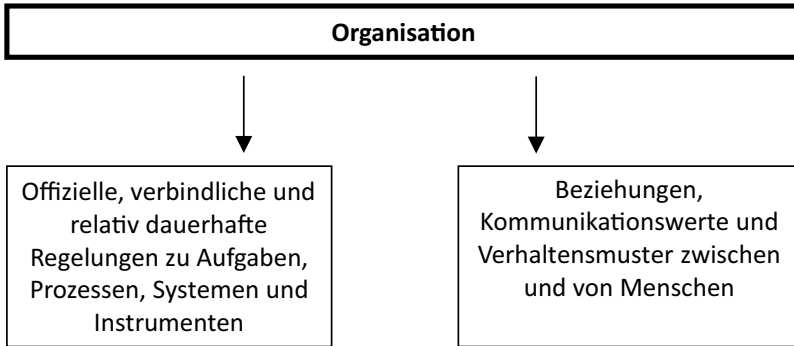 Organisation
Offizielle, verbindliche und
relativ dauerhafte
Regelungen zu Aufgaben,
Prozessen, Systemen und
Instrumenten
Beziehungen,
Kommunikationswerte und
Verhaltensmuster zwischen
und von Menschen